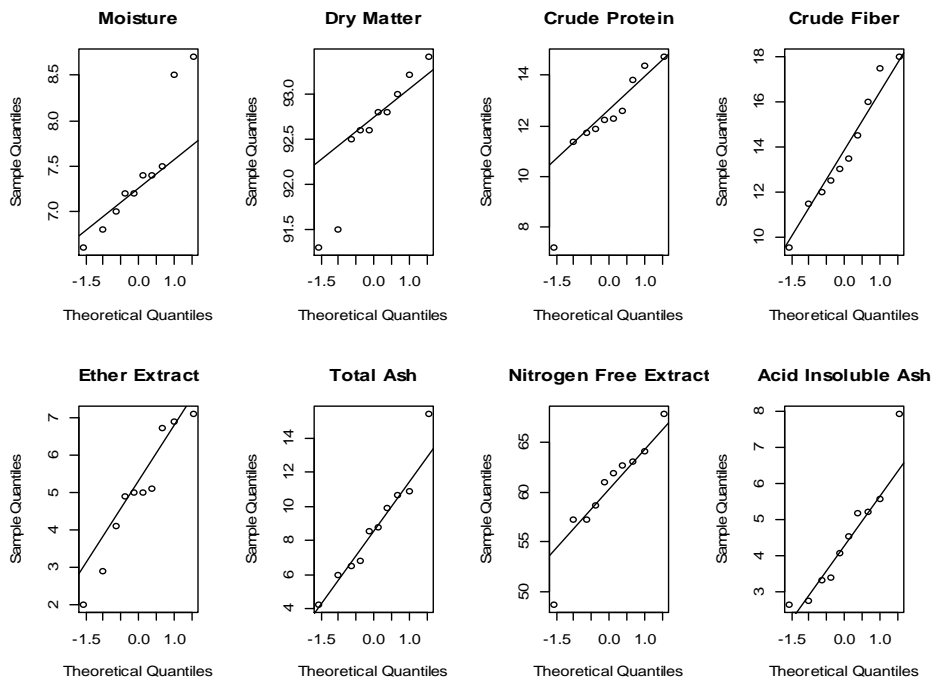 Moisture
Dry Matter
Crude Protein
Crude Fiber
Sample Quantiles
7.0 7.5 8.0 8.5
-1.5 0.0 1.0
Theoretical Quantiles
Sample Quantiles
91.5 92.0 92.5 93.0
-1.5 0.0 1.0
Theoretical Quantiles
Sample Quantiles
8 10 12 14
-1.5 0.0 1.0
Theoretical Quantiles
Sample Quantiles
10 12 14 16 18
-1.5 0.0 1.0
Theoretical Quantiles
Ether Extract
Total Ash
Nitrogen Free Extract
Acid Insoluble Ash
Sample Quantiles
2 3 4 5 6 7
-1.5 0.0 1.0
Theoretical Quantiles
Sample Quantiles
4 6 8 10 12 14
-1.5 0.0 1.0
Theoretical Quantiles
Sample Quantiles
50 55 60 65
-1.5 0.0 1.0
Theoretical Quantiles
Sample Quantiles
3 4 5 6 7 8
-1.5 0.0 1.0
Theoretical Quantiles